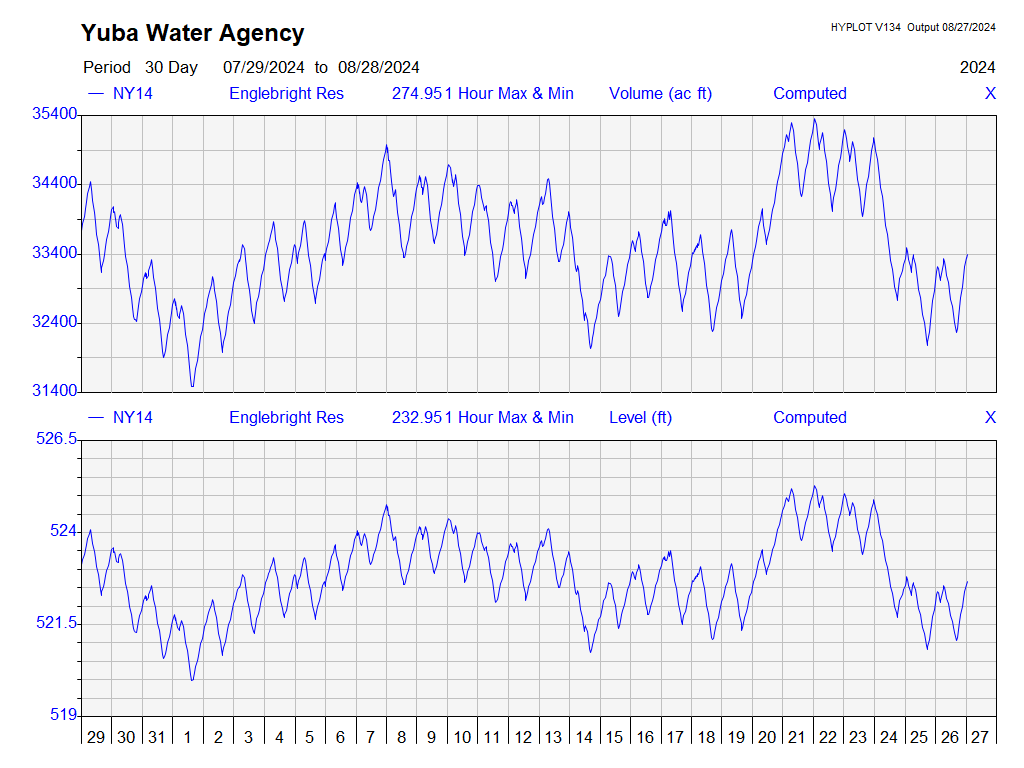 Yuba Water Agency
HYPLOT V134 Output 08/27/2024
Period 30 Day 07/29/2024 to 08/28/2024 2024
NY14 Englebright Res 274.951 Hour Max & Min Volume (ac ft) Computed X
35400
34400
33400
32400
31400
NY14 Englebright Res 232.951 Hour Max & Min Level (ft) Computed X
526.5
524
521.5
519
29 30 31 1 2 3 4 5 6 7 8 9 10 11 12 13 14 15 16 17 18 19 20 21 22 23 24 25 26 27